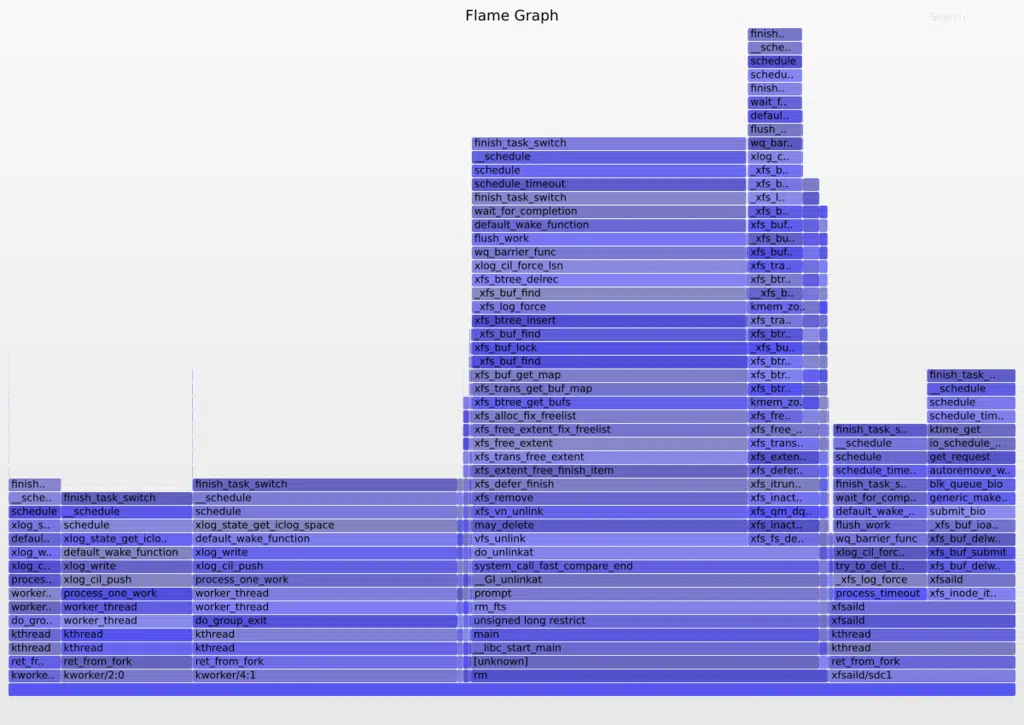 Flame Graph
Search
finish..
__sche..
schedule
xlog_s..
defaul..
xlog_w..
xlog_c..
proces..
worker..
worker..
do_gro..
kthread
kthread
ret_fr..
kworke..
finish_task_switch
__schedule
schedule
xlog_state_get_iclo..
default_wake_function
xlog_write
xlog_cil_push
process_one_work
worker_thread
worker_thread
kthread
kthread
ret_from_fork
kworker/2:0
finish_task_switch
__schedule
schedule
xlog_state_get_iclog_space
default_wake_function
xlog_write
xlog_cil_push
process_one_work
worker_thread
worker_thread
do_group_exit
kthread
kthread
ret_from_fork
kworker/4:1
finish_task_switch
__schedule
schedule
schedule_timeout
finish_task_switch
wait_for_completion
default_wake_function
flush_work
wq_barrier_func
xlog_cil_force_lsn
xfs_btree_delrec
_xfs_buf_find
_xfs_log_force
xfs_btree_insert
_xfs_buf_find
xfs_buf_lock
_xfs_buf_find
xfs_buf_get_map
xfs_trans_get_buf_map
xfs_btree_get_bufs
xfs_alloc_fix_freelist
xfs_free_extent_fix_freelist
xfs_free_extent
xfs_trans_free_extent
xfs_extent_free_finish_item
xfs_defer_finish
xfs_remove
xfs_vn_unlink
may_delete
vfs_unlink
do_unlinkat
system_call_fast_compare_end
__GI_unlinkat
prompt
rm_fts
unsigned long restrict
main
__libc_start_main
[unknown]
rm
finish..
__sche..
schedule
schedu..
finish..
wait_f..
defaul..
flush_..
wq_bar..
xlog_c..
_xfs_b..
_xfs_b..
_xfs_l..
_xfs_b..
xfs_buf..
_xfs_bu..
xfs_buf..
xfs_tra..
xfs_btr..
__xfs_b..
kmem_zo..
xfs_tra..
xfs_btr..
_xfs_bu..
xfs_btr..
xfs_btr..
xfs_btr..
kmem_zo..
xfs_fre..
xfs_free_..
xfs_trans..
xfs_exten..
xfs_defer..
xfs_itrun..
xfs_inact..
xfs_qm_dq..
xfs_inact..
xfs_fs_de..
finish_task_s..
__schedule
schedule
schedule_time..
finish_task_s..
wait_for_comp..
default_wake_..
flush_work
wq_barrier_func
xlog_cil_forc..
try_to_del_ti..
_xfs_log_force
process_timeout
xfsaild
xfsaild
kthread
kthread
ret_from_fork
xfsaild/sdc1
finish_task_..
__schedule
schedule
schedule_tim..
ktime_get
io_schedule_..
get_request
autoremove_w..
blk_queue_bio
generic_make..
submit_bio
_xfs_buf_ioa..
xfs_buf_delw..
xfs_buf_submit
xfs_buf_delw..
xfsaild
xfs_inode_it..